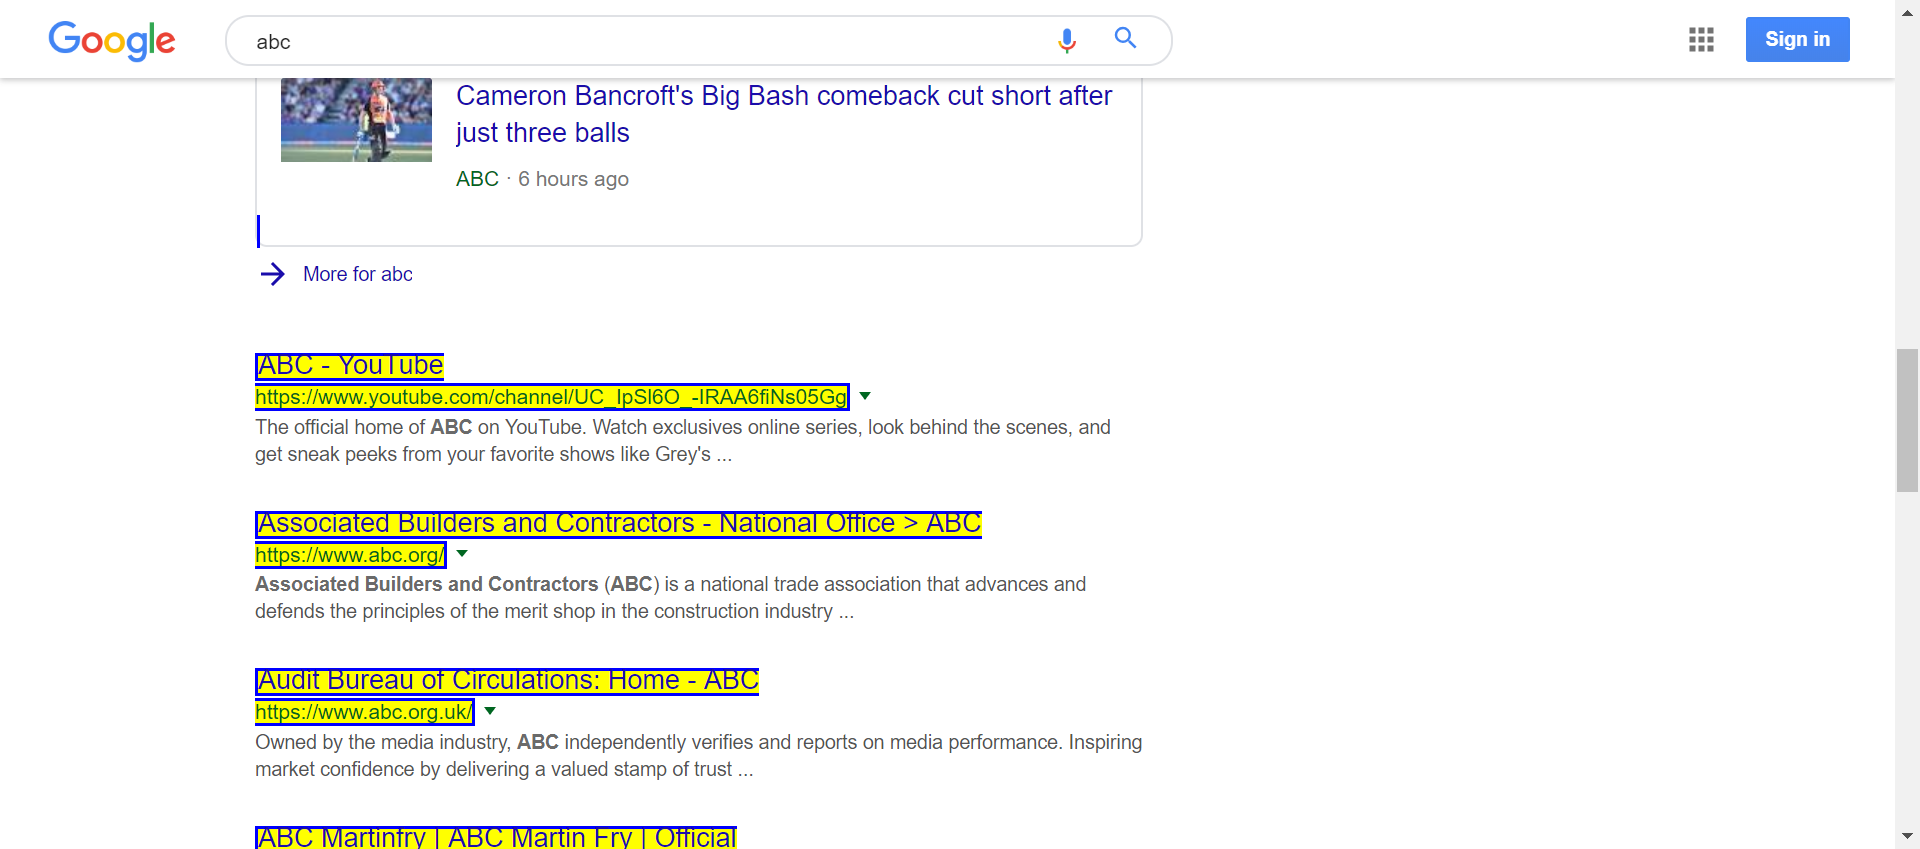 Google
abc
Sign in
Cameron Bancroft's Big Bash comeback cut short after
just three balls
ABC · 6 hours ago
More for abc
ABC - YouTube
https://www.youtube.com/channel/UC_IpSl6O_-IRAA6fiNs05Gg
The official home of ABC on YouTube. Watch exclusives online series, look behind the scenes, and
get sneak peeks from your favorite shows like Grey's ...
Associated Builders and Contractors - National Office > ABC
https://www.abc.org/
Associated Builders and Contractors (ABC) is a national trade association that advances and
defends the principles of the merit shop in the construction industry ...
Audit Bureau of Circulations: Home - ABC
https://www.abc.org.uk/
Owned by the media industry, ABC independently verifies and reports on media performance. Inspiring
market confidence by delivering a valued stamp of trust ...
ABC Martinfry | ABC Martin Fry | Official